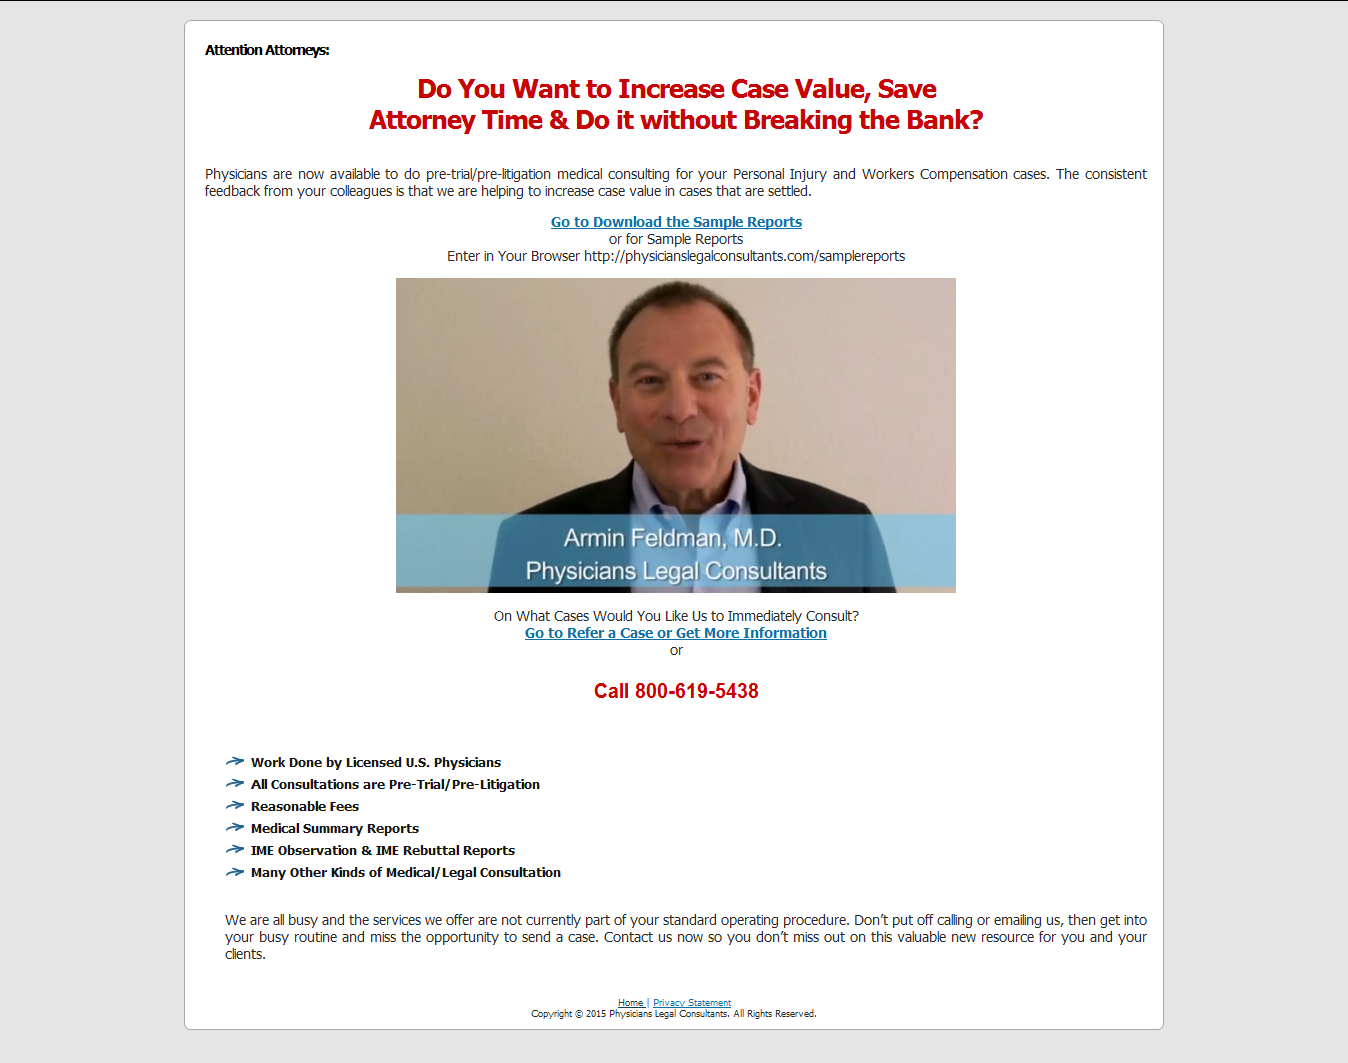 Attention Attorneys:
Do You Want to Increase Case Value, Save
Attorney Time & Do it without Breaking the Bank?
Physicians are now available to do pre-trial/pre-litigation medical consulting for your Personal Injury and Workers Compensation cases. The consistent
feedback from your colleagues is that we are helping to increase case value in cases that are settled.
Go to Download the Sample Reports
or for Sample Reports
Enter in Your Browser http://physicianslegalconsultants.com/samplereports
Armin Feldman, M.D.
Physicians Legal Consultants
On What Cases Would You Like Us to Immediately Consult?
Go to Refer a Case or Get More Information
or
Call 800-619-5438
Work Done by Licensed U.S. Physicians
All Consultations are Pre-Trial/Pre-Litigation
Reasonable Fees
Medical Summary Reports
IME Observation & IME Rebuttal Reports
Many Other Kinds of Medical/Legal Consultation
We are all busy and the services we offer are not currently part of your standard operating procedure. Don’t put off calling or emailing us, then get into
your busy routine and miss the opportunity to send a case. Contact us now so you don’t miss out on this valuable new resource for you and your
clients.
Home | Privacy Statement
Copyright © 2015 Physicians Legal Consultants. All Rights Reserved.